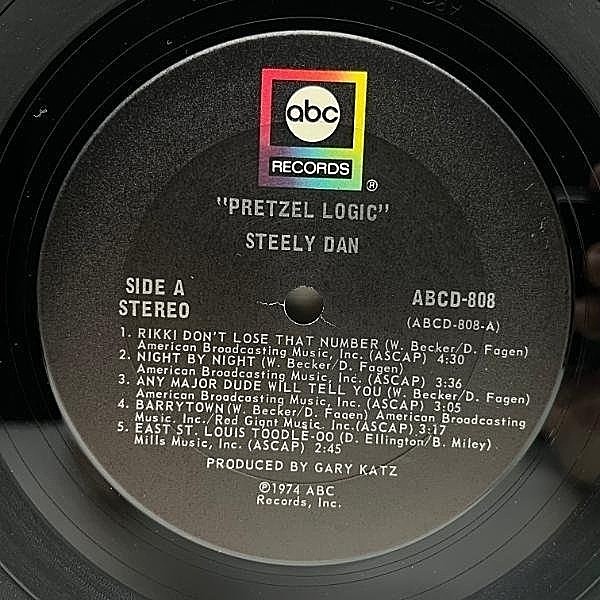 abc
RECORDS
®
"PRETZEL LOGIC"
STEELY DAN
SIDE A
STEREO
ABCD-808
(ABCD-808-A)
1. RIKKI DON'T LOSE THAT NUMBER (W. Becker/D. Fagen)
American Broadcasting Music, Inc. (ASCAP) 4:30
2. NIGHT BY NIGHT (W. Becker/D. Fagen)
American Broadcasting Music, Inc. (ASCAP) 3:36
3. ANY MAJOR DUDE WILL TELL YOU (W. Becker/D. Fagen)
American Broadcasting Music, Inc. (ASCAP) 3:05
4. BARRYTOWN (W. Becker/D. Fagen) American Broadcasting
Music, Inc./Red Giant Music, Inc.(ASCAP) 3:17
5. EAST ST. LOUIS TOODLE-OO (D. Ellington/B. Miley)
Mills Music, Inc. (ASCAP) 2:45
PRODUCED BY GARY KATZ
℗1974 ABC
Records, Inc.